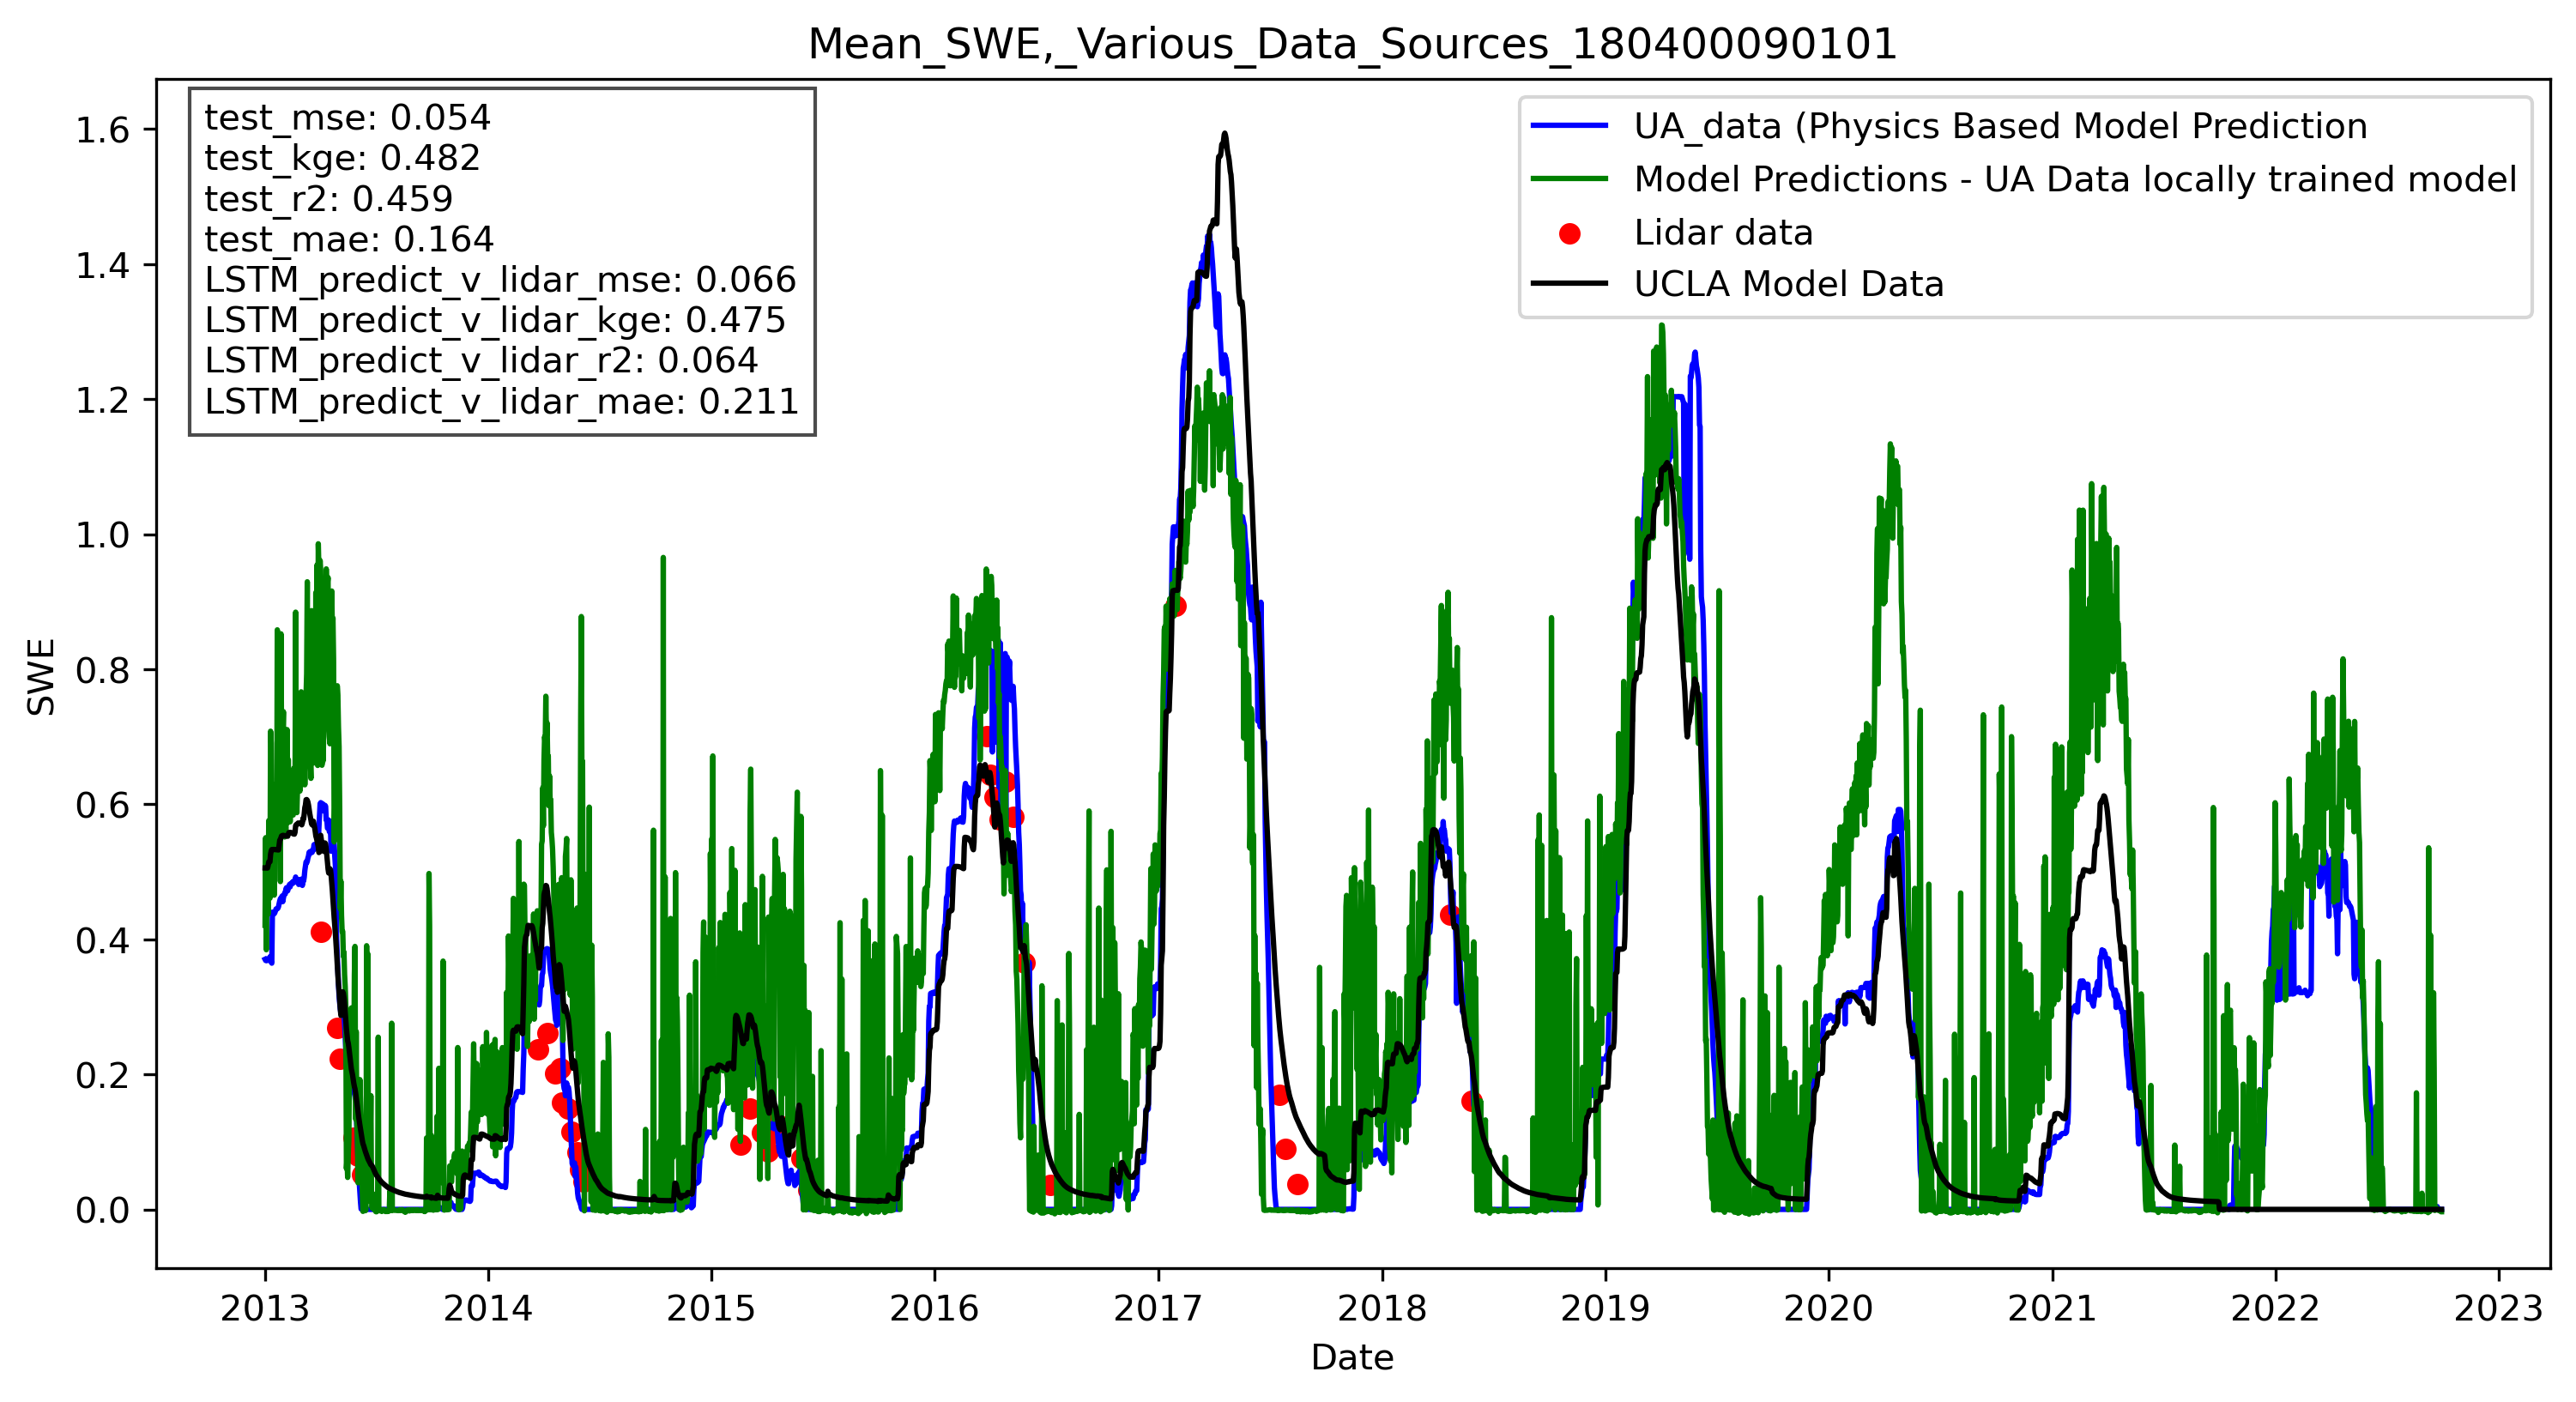 Mean_SWE,_Various_Data_Sources_180400090101
test_mse: 0.054
test_kge: 0.482
test_r2: 0.459
test_mae: 0.164
LSTM_predict_v_lidar_mse: 0.066
LSTM_predict_v_lidar_kge: 0.475
LSTM_predict_v_lidar_r2: 0.064
LSTM_predict_v_lidar_mae: 0.211
UA_data (Physics Based Model Prediction
Model Predictions - UA Data locally trained model
Lidar data
UCLA Model Data
SWE
1.6
1.4
1.2
1.0
0.8
0.6
0.4
0.2
0.0
2013 2014 2015 2016 2017 2018 2019 2020 2021 2022 2023
Date